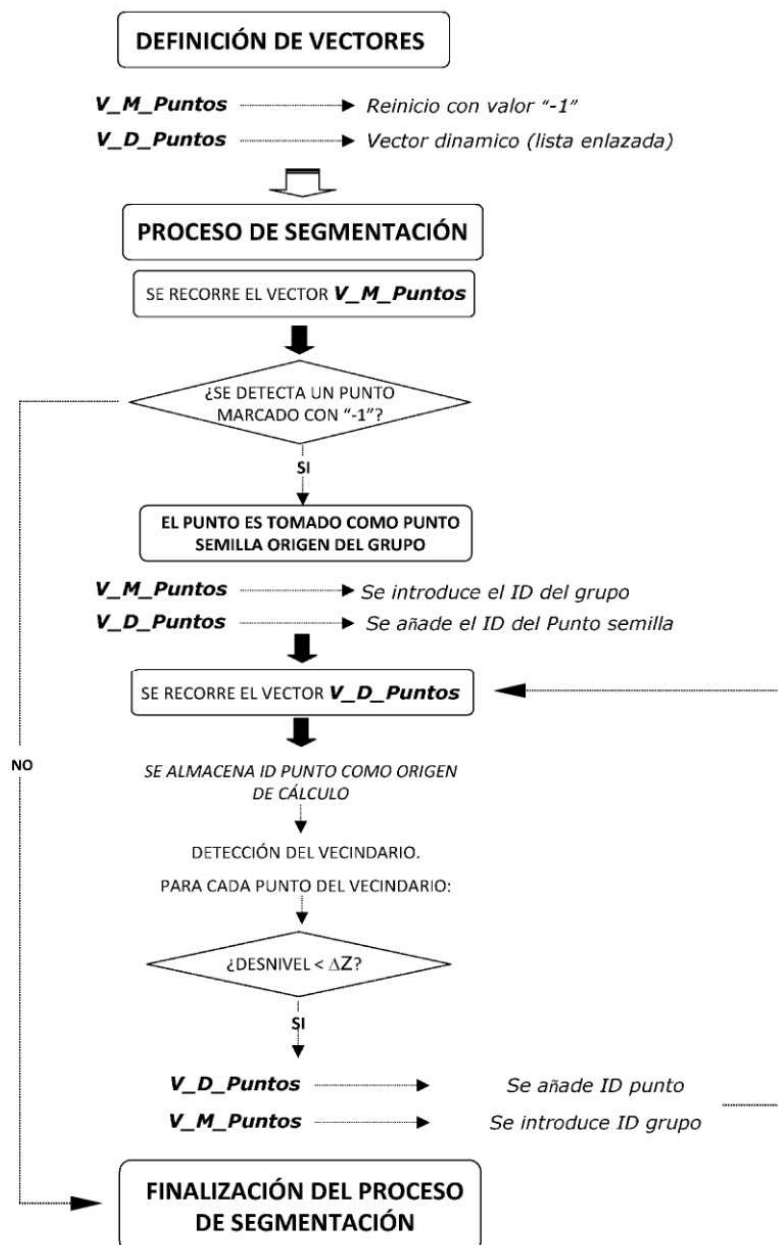 DEFINICIÓN DE VECTORES
V_M_Puntos Reinicio con valor “-1”
V_D_Puntos Vector dinamico (lista enlazada)
PROCESO DE SEGMENTACIÓN
SE RECORRE EL VECTOR V_M_Puntos
¿SE DETECTA UN PUNTO
MARCADO CON “-1”?
SI
EL PUNTO ES TOMADO COMO PUNTO
SEMILLA ORIGEN DEL GRUPO
V_M_Puntos Se introduce el ID del grupo
V_D_Puntos Se añade el ID del Punto semilla
SE RECORRE EL VECTOR V_D_Puntos
NO
SE ALMACENA ID PUNTO COMO ORIGEN
DE CÁLCULO
DETECCIÓN DEL VECINDARIO.
PARA CADA PUNTO DEL VECINDARIO:
¿DESNIVEL < ΔZ?
SI
V_D_Puntos Se añade ID punto
V_M_Puntos Se introduce ID grupo
FINALIZACIÓN DEL PROCESO
DE SEGMENTACIÓN